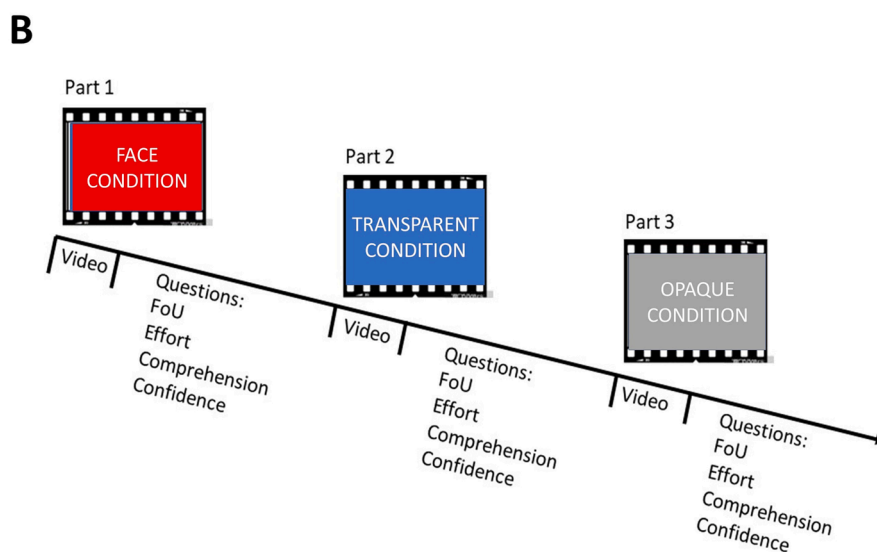 B
Part 1
FACE
CONDITION
Video
Questions:
FoU
Effort
Comprehension
Confidence
Part 2
TRANSPARENT
CONDITION
Video
Questions:
FoU
Effort
Comprehension
Confidence
Part 3
OPAQUE
CONDITION
Video
Questions:
FoU
Effort
Comprehension
Confidence